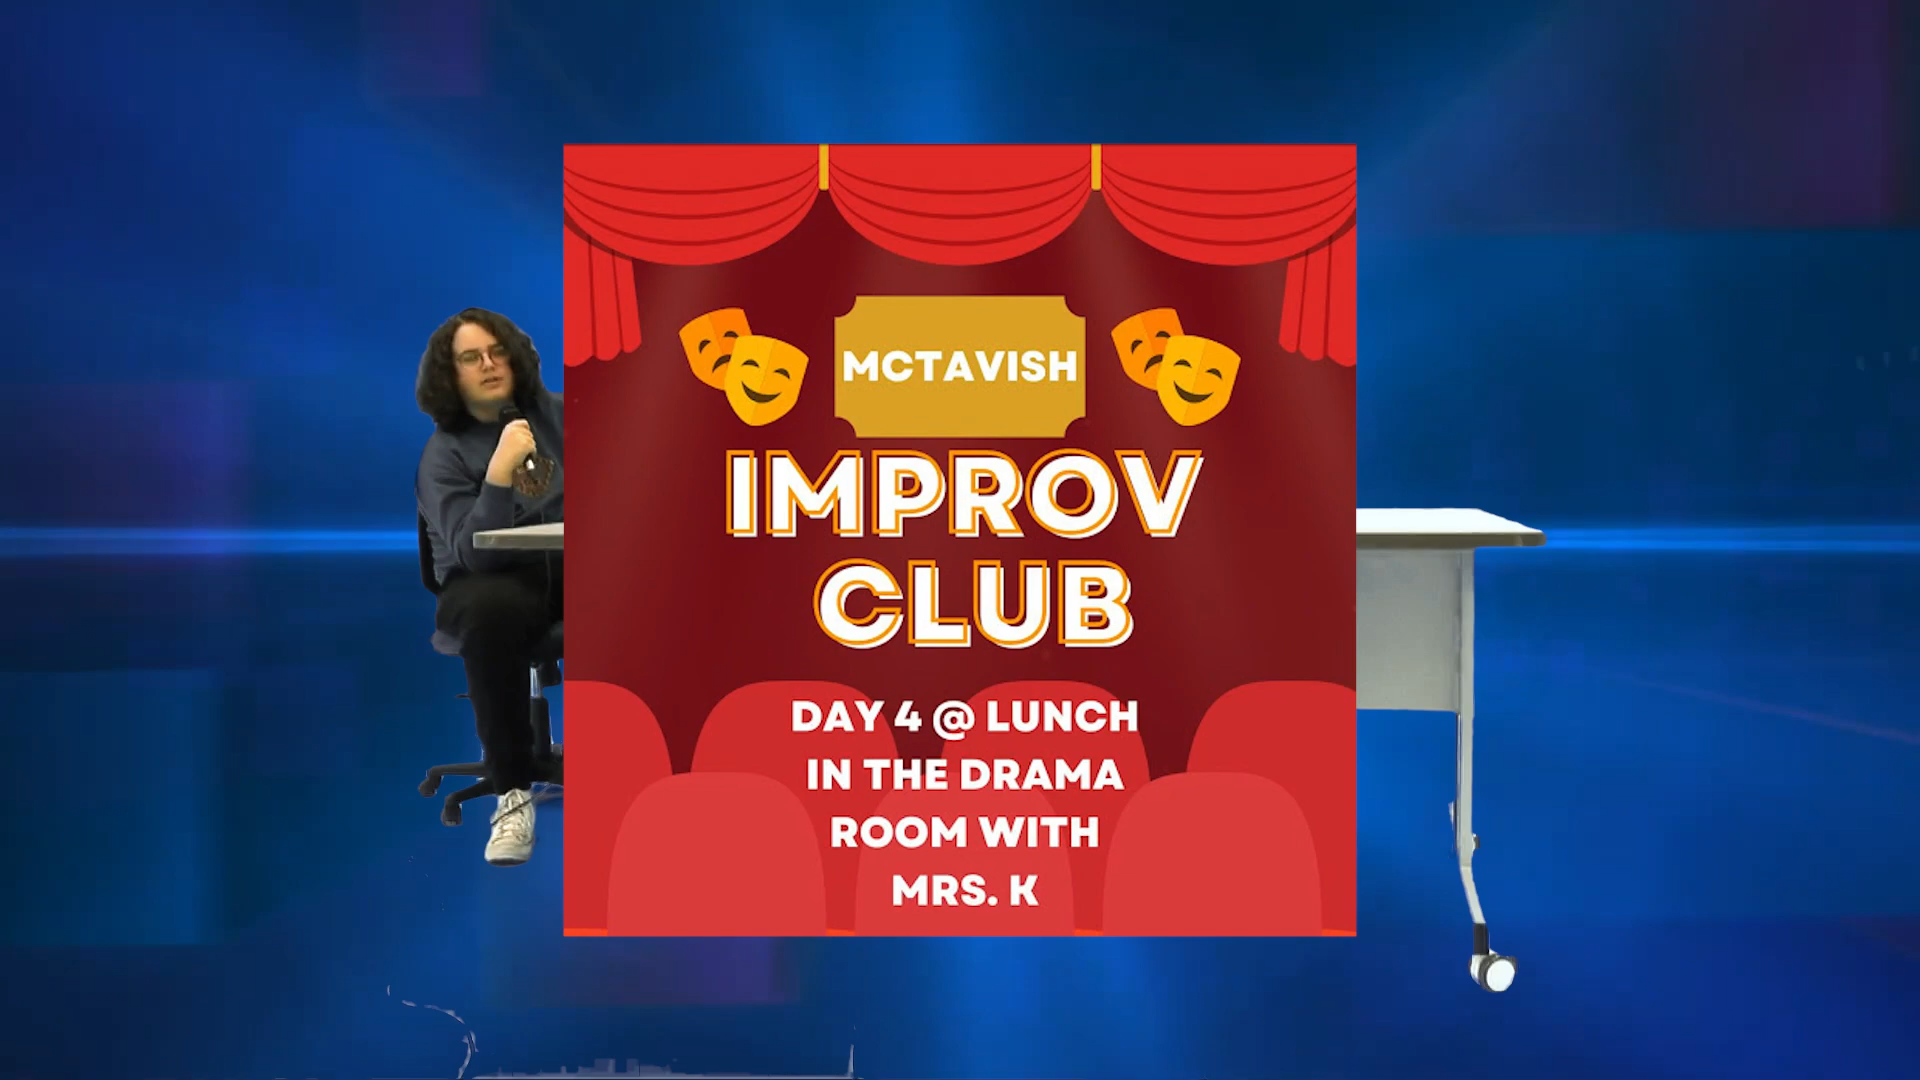 MCTAVISH
IMPROV
CLUB
DAY 4 @ LUNCH
IN THE DRAMA
ROOM WITH
MRS. K